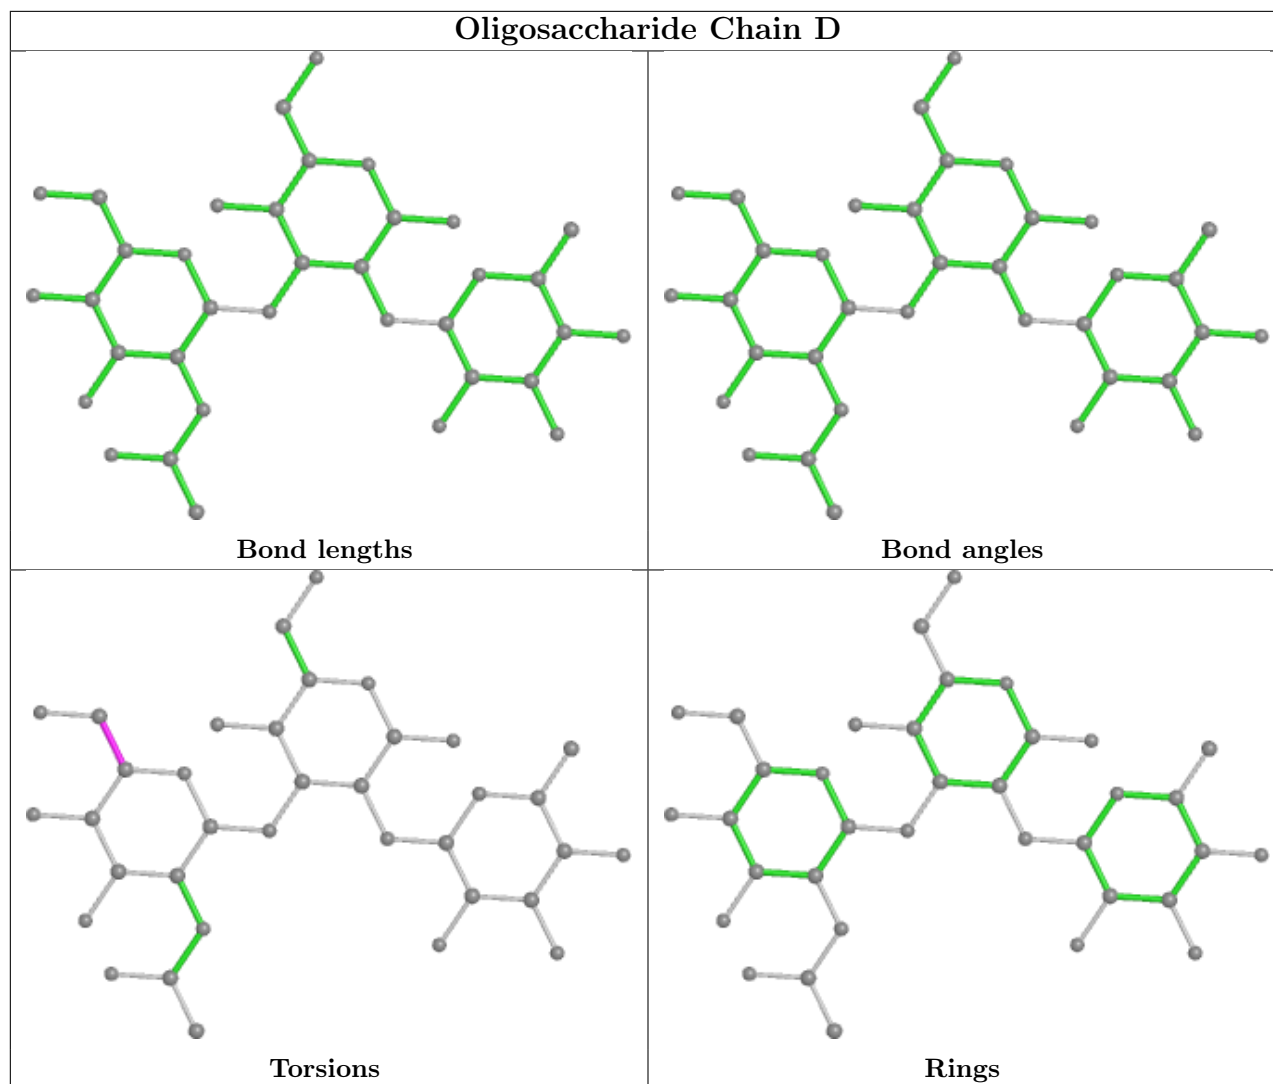 Oligosaccharide Chain D
Bond lengths
Bond angles
Torsions
Rings